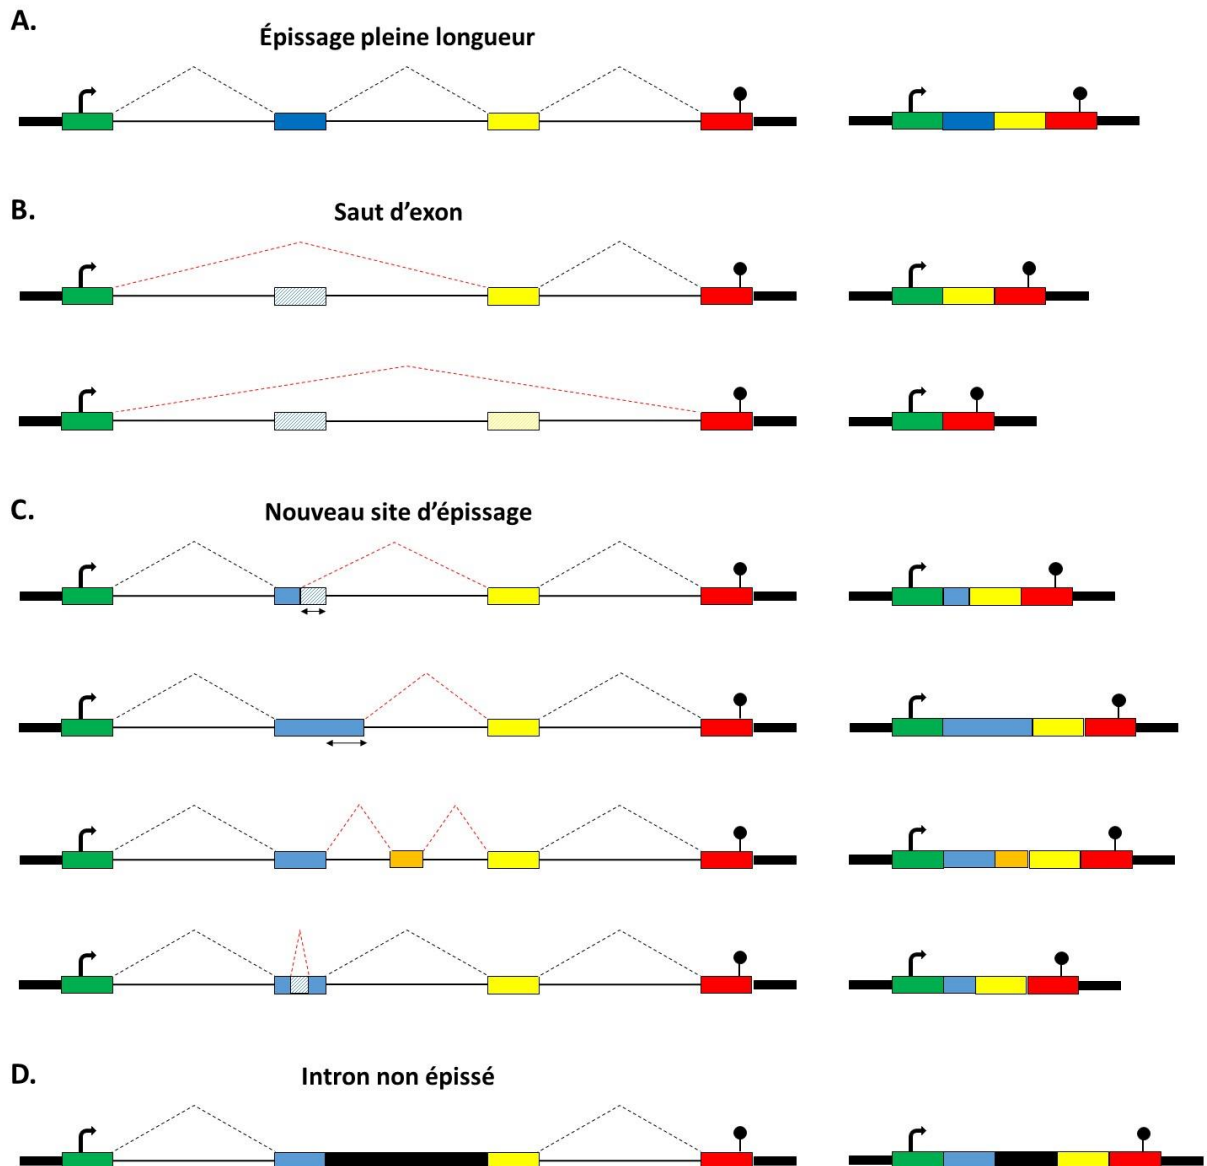 A.
Épissage pleine longueur
B.
Saut d’exon
C.
Nouveau site d’épissage
D.
Intron non épissé